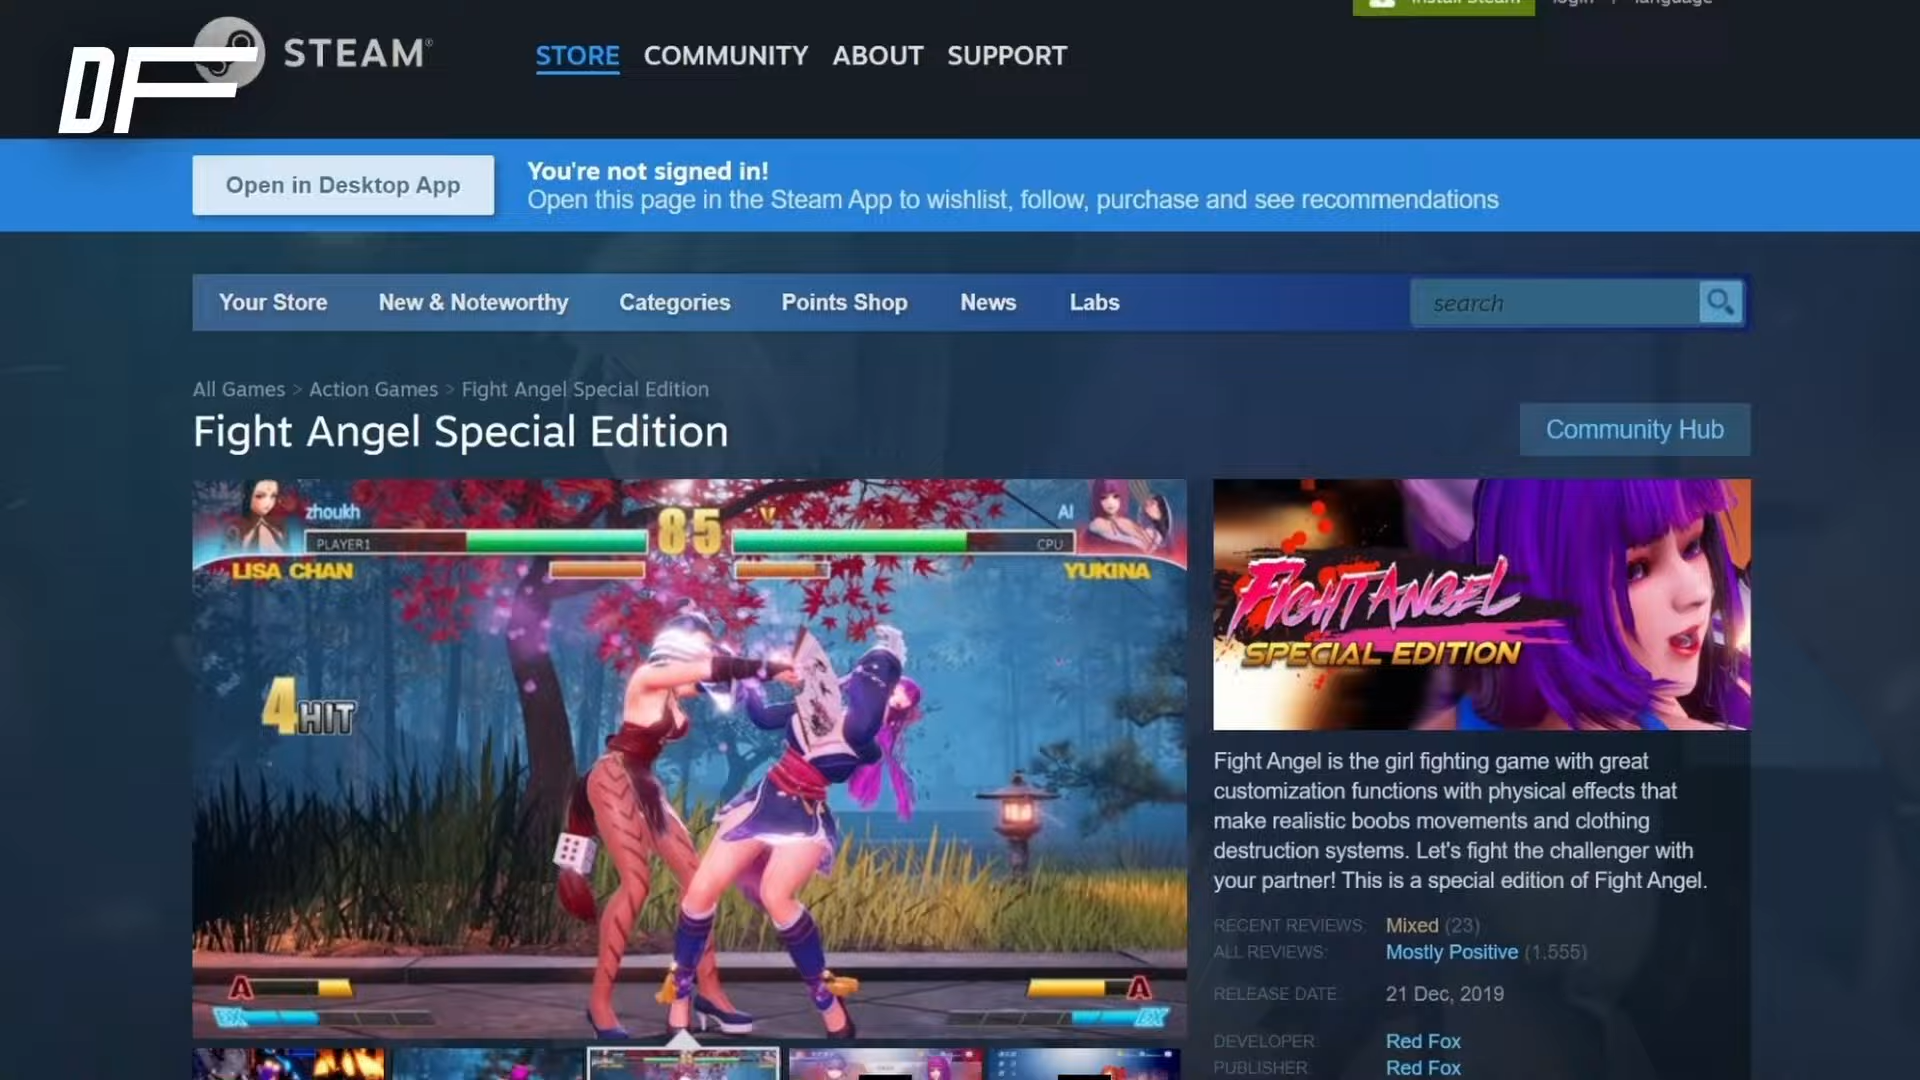 Install Steam
login | language
DF
STEAM®
STORE COMMUNITY ABOUT SUPPORT
Open in Desktop App
You're not signed in!
Open this page in the Steam App to wishlist, follow, purchase and see recommendations
Your Store New & Noteworthy Categories Points Shop News Labs
search
All Games > Action Games > Fight Angel Special Edition
Fight Angel Special Edition
Community Hub
zhoukh 85 V AI
PLAYER1 CPU
LISA CHAN YUKINA
4 HIT
A A
EX EX
FIGHT ANGEL
SPECIAL EDITION
Fight Angel is the girl fighting game with great
customization functions with physical effects that
make realistic boobs movements and clothing
destruction systems. Let's fight the challenger with
your partner! This is a special edition of Fight Angel.
RECENT REVIEWS: Mixed (23)
ALL REVIEWS: Mostly Positive (1,555)
RELEASE DATE: 21 Dec, 2019
DEVELOPER: Red Fox
PUBLISHER: Red Fox